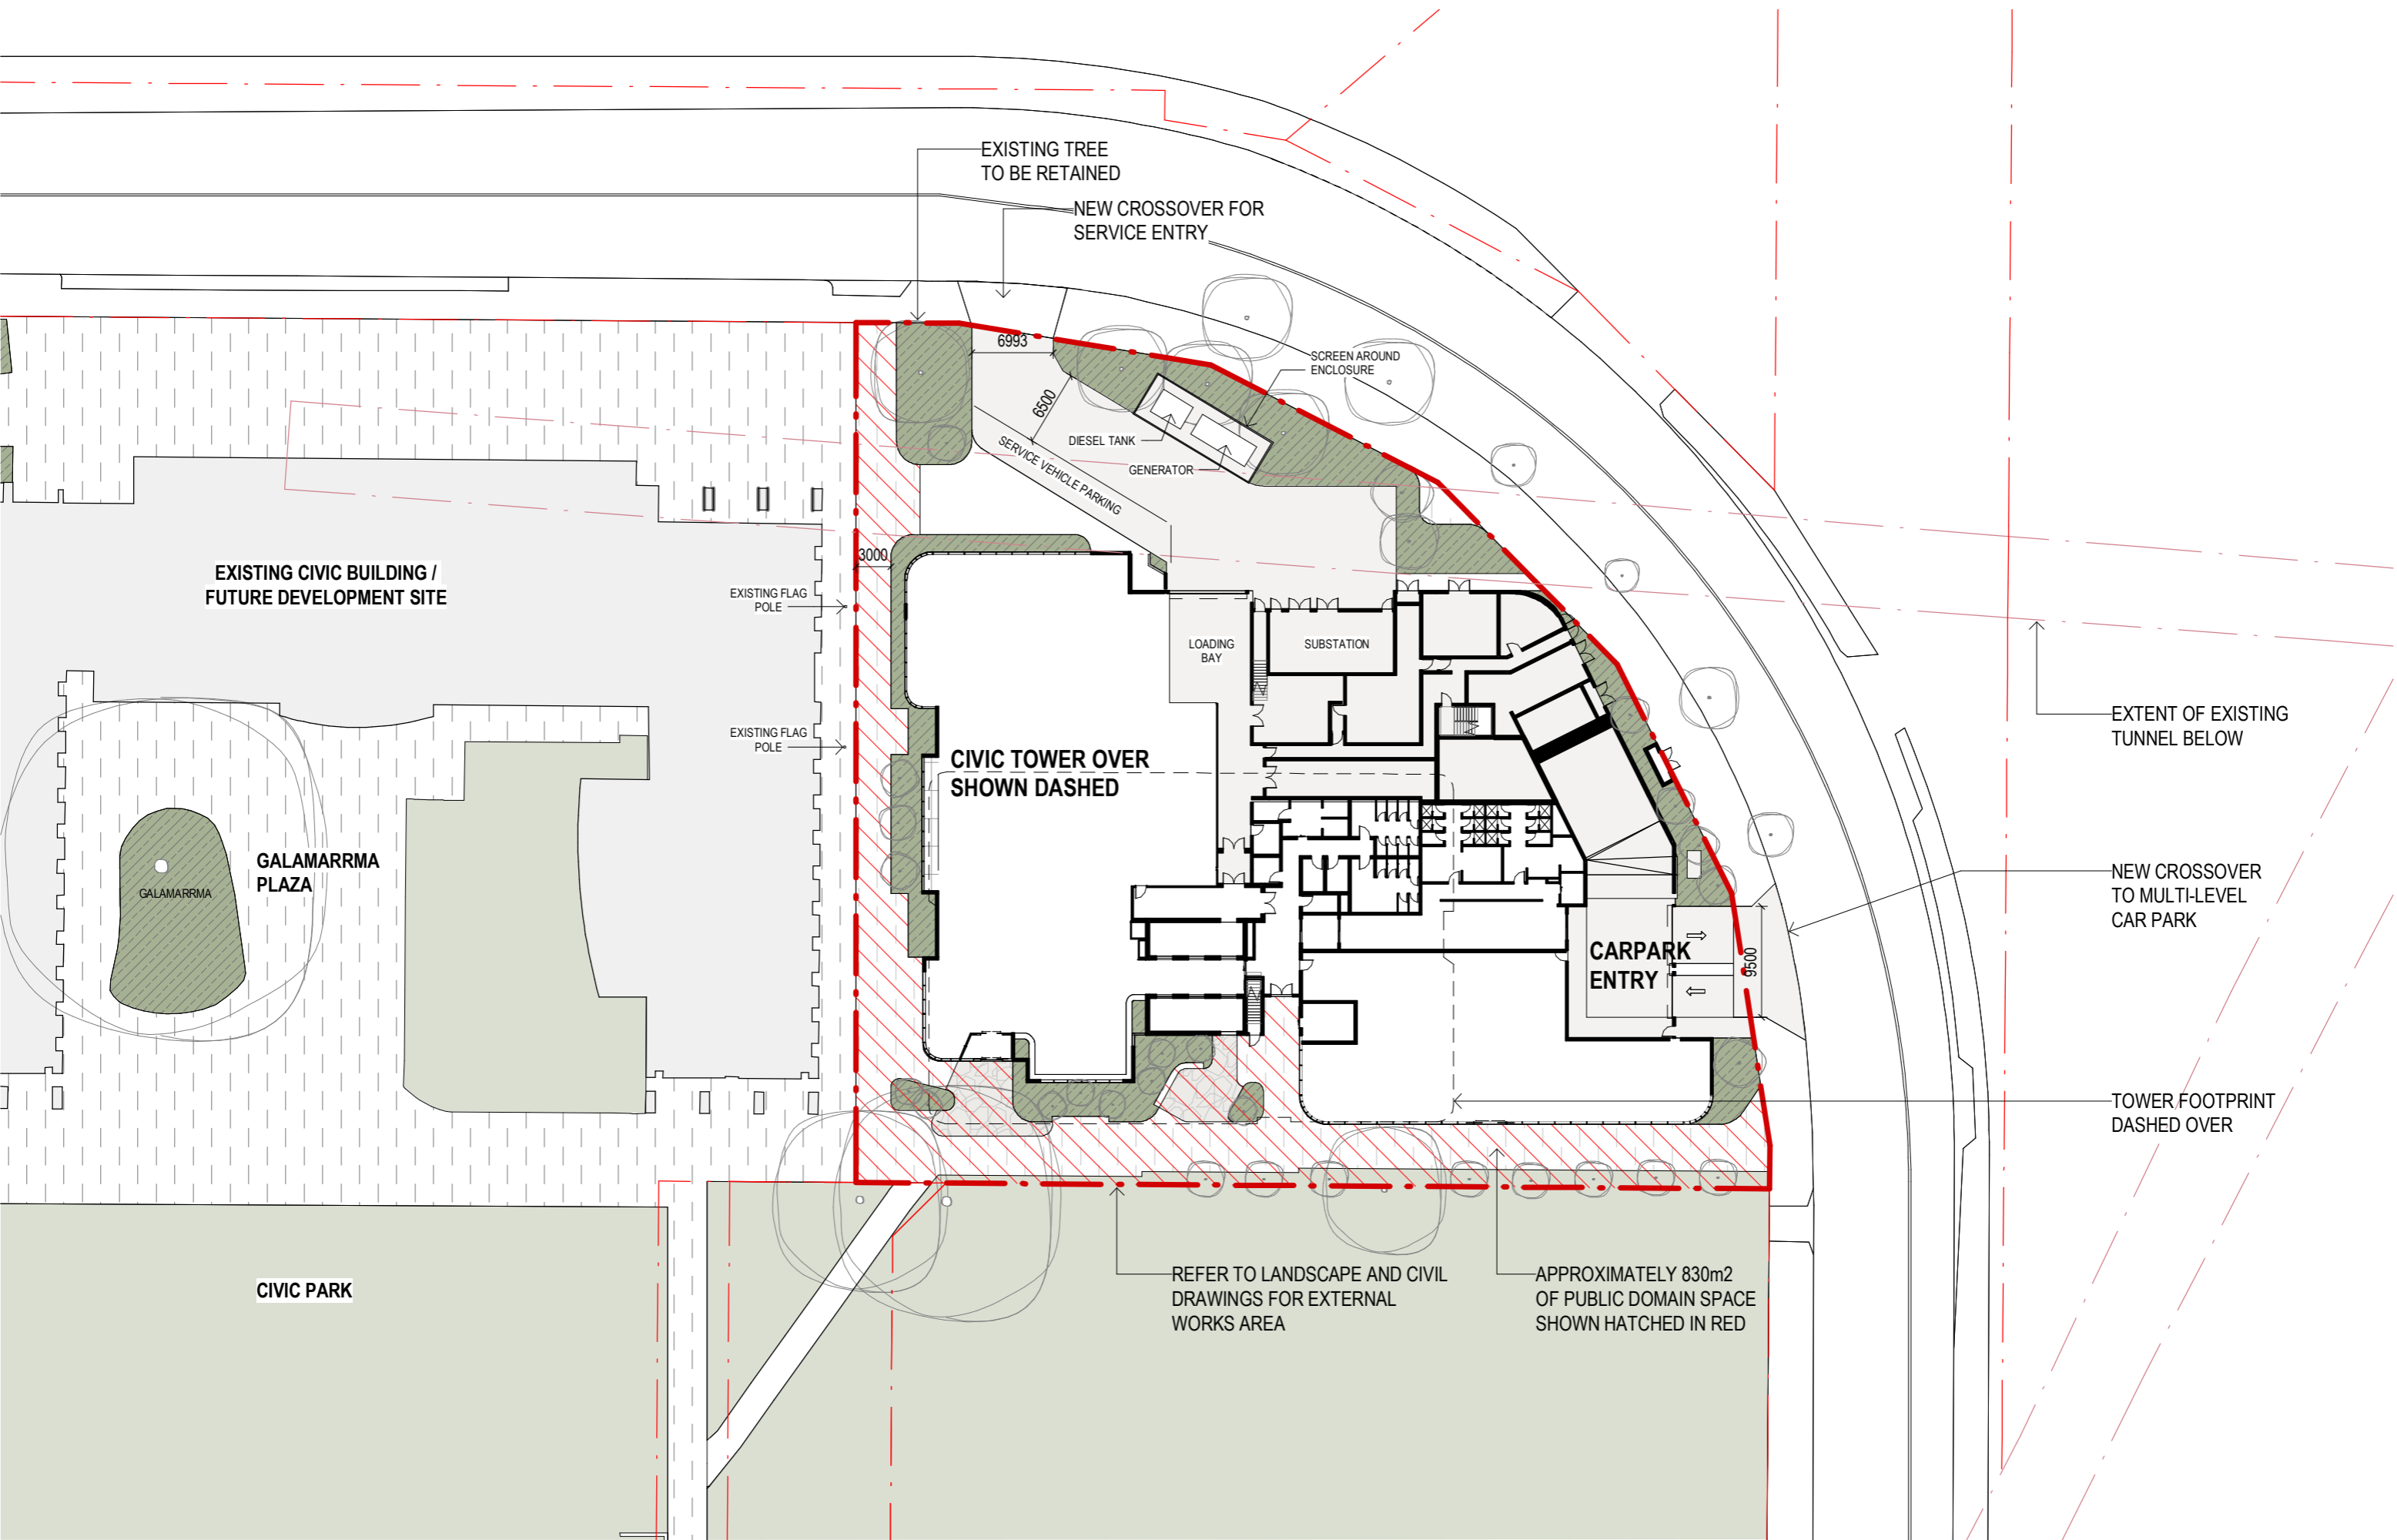 EXISTING TREE
TO BE RETAINED
NEW CROSSOVER FOR
SERVICE ENTRY
6993
SCREEN AROUND
ENCLOSURE
6500
DIESEL TANK
GENERATOR
SERVICE VEHICLE PARKING
3000
EXISTING CIVIC BUILDING /
FUTURE DEVELOPMENT SITE
EXISTING FLAG
POLE
LOADING
BAY
SUBSTATION
EXISTING FLAG
POLE
EXTENT OF EXISTING
TUNNEL BELOW
CIVIC TOWER OVER
SHOWN DASHED
GALAMARRMA
PLAZA
GALAMARRMA
NEW CROSSOVER
TO MULTI-LEVEL
CAR PARK
CARPARK
ENTRY
9500
TOWER FOOTPRINT
DASHED OVER
CIVIC PARK
REFER TO LANDSCAPE AND CIVIL
DRAWINGS FOR EXTERNAL
WORKS AREA
APPROXIMATELY 830m2
OF PUBLIC DOMAIN SPACE
SHOWN HATCHED IN RED